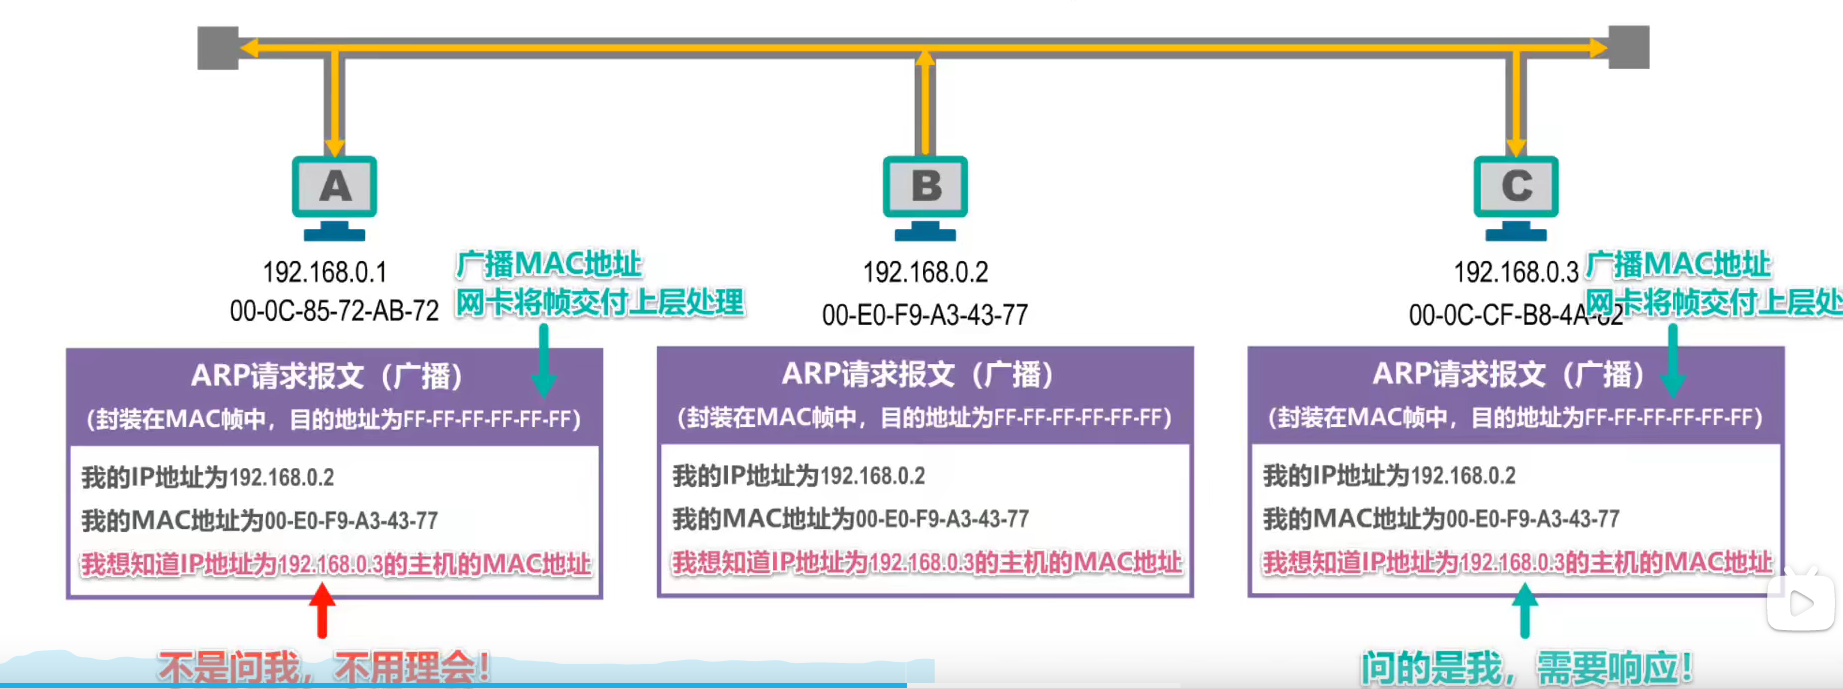 A
B
C
192.168.0.1
00-0C-85-72-AB-72
广播MAC地址
网卡将帧交付上层处理
192.168.0.2
00-E0-F9-A3-43-77
192.168.0.3
00-0C-CF-B8-4A-82
广播MAC地址
网卡将帧交付上层处
ARP请求报文（广播）
（封装在MAC帧中，目的地址为FF-FF-FF-FF-FF-FF）
我的IP地址为192.168.0.2
我的MAC地址为00-E0-F9-A3-43-77
我想知道IP地址为192.168.0.3的主机的MAC地址
不是问我，不用理会！
ARP请求报文（广播）
（封装在MAC帧中，目的地址为FF-FF-FF-FF-FF-FF）
我的IP地址为192.168.0.2
我的MAC地址为00-E0-F9-A3-43-77
我想知道IP地址为192.168.0.3的主机的MAC地址
ARP请求报文（广播）
（封装在MAC帧中，目的地址为FF-FF-FF-FF-FF-FF）
我的IP地址为192.168.0.2
我的MAC地址为00-E0-F9-A3-43-77
我想知道IP地址为192.168.0.3的主机的MAC地址
问的是我，需要响应！